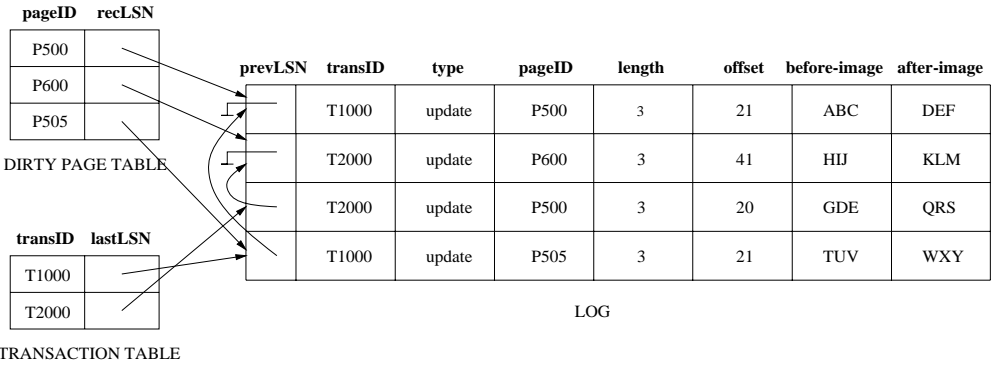 pageID recLSN
P500
P600
P505
DIRTY PAGE TABLE
transID lastLSN
T1000
T2000
TRANSACTION TABLE
prevLSN transID type pageID length offset before-image after-image
T1000 update P500 3 21 ABC DEF
T2000 update P600 3 41 HIJ KLM
T2000 update P500 3 20 GDE QRS
T1000 update P505 3 21 TUV WXY
LOG